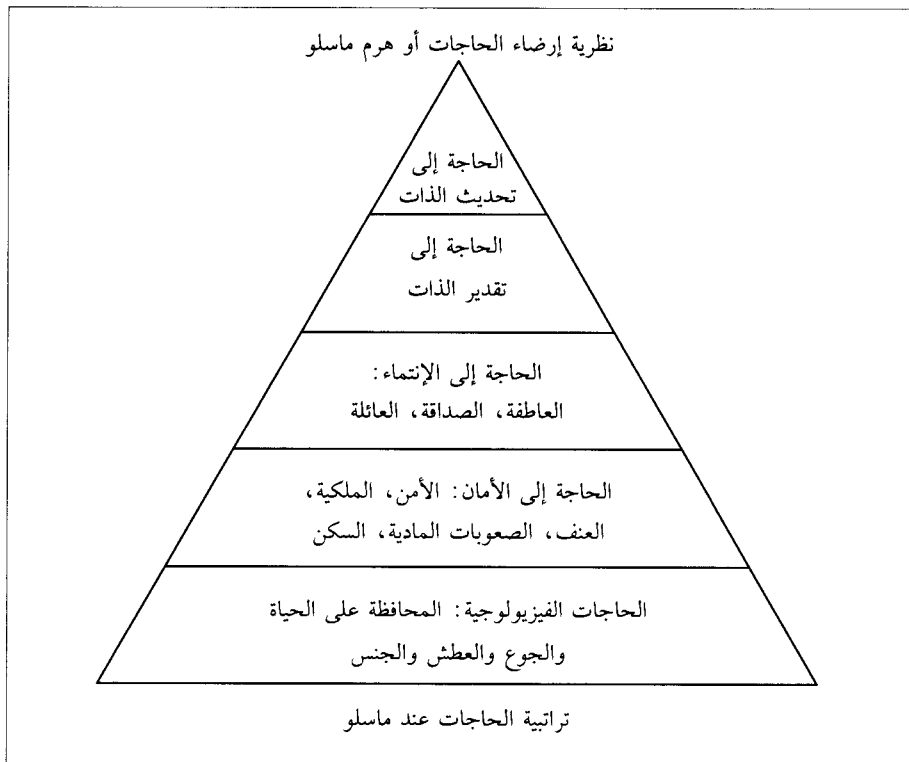 نظرية إرضاء الحاجات أو هرم ماسلو
الحاجة إلى
تحديث الذات
الحاجة إلى
تقدير الذات
الحاجة إلى الإنتماء:
العاطفة، الصداقة، العائلة
الحاجة إلى الأمان: الأمن، الملكية،
العنف، الصعوبات المادية، السكن
الحاجات الفيزيولوجية: المحافظة على الحياة
والجوع والعطش والجنس
تراتبية الحاجات عند ماسلو